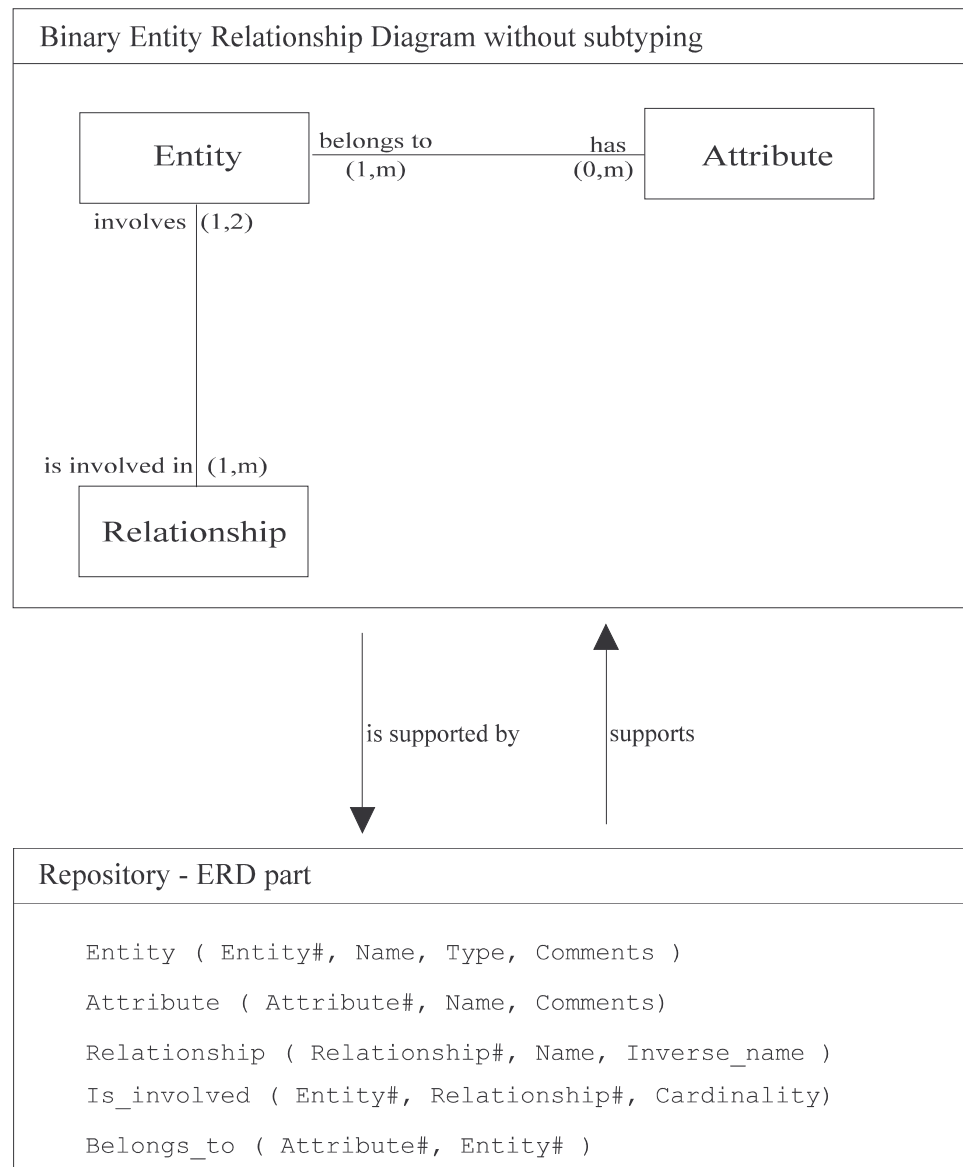 Binary Entity Relationship Diagram without subtyping
Entity
belongs to
(1,m)
has
(0,m)
Attribute
involves (1,2)
is involved in (1,m)
Relationship
is supported by
supports
Repository - ERD part
Entity ( Entity#, Name, Type, Comments )
Attribute ( Attribute#, Name, Comments)
Relationship ( Relationship#, Name, Inverse_name )
Is_involved ( Entity#, Relationship#, Cardinality)
Belongs_to ( Attribute#, Entity# )